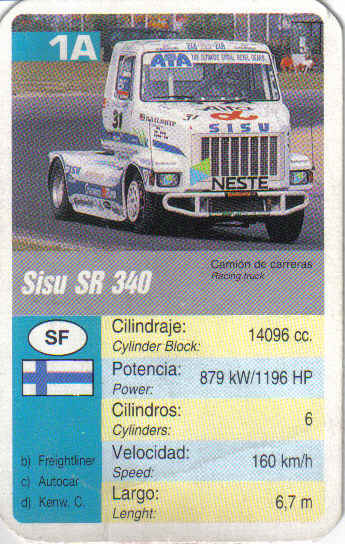 1A
ATA
31
31
SISU
NESTE
Camión de carreras
Racing truck
Sisu SR 340
SF
Cilindraje:
Cylinder Block:
14096 cc.
Potencia:
Power:
879 kW/1196 HP
Cilindros:
Cylinders:
6
b) Freightliner
c) Autocar
d) Kenw. C.
Velocidad:
Speed:
160 km/h
Largo:
Lenght:
6,7 m